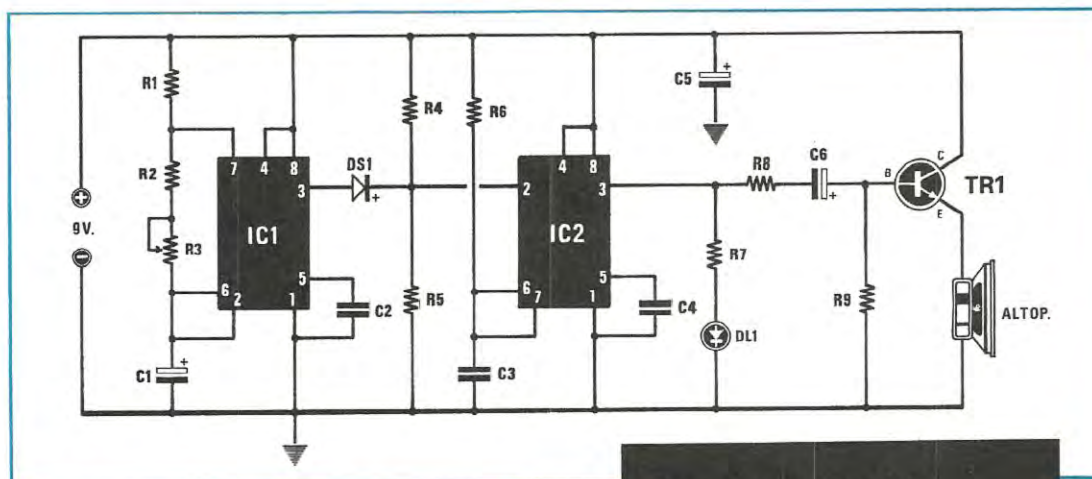 R1
R2
R3
C1
9V.
7
4
8
3
6
2
5
1
IC1
C2
DS1
+
R4
R5
R6
C3
4
8
2
3
6
7
5
1
IC2
C4
C5
+
R7
DL1
R8
C6
+
R9
B
C
E
TR1
ALTOP.
+